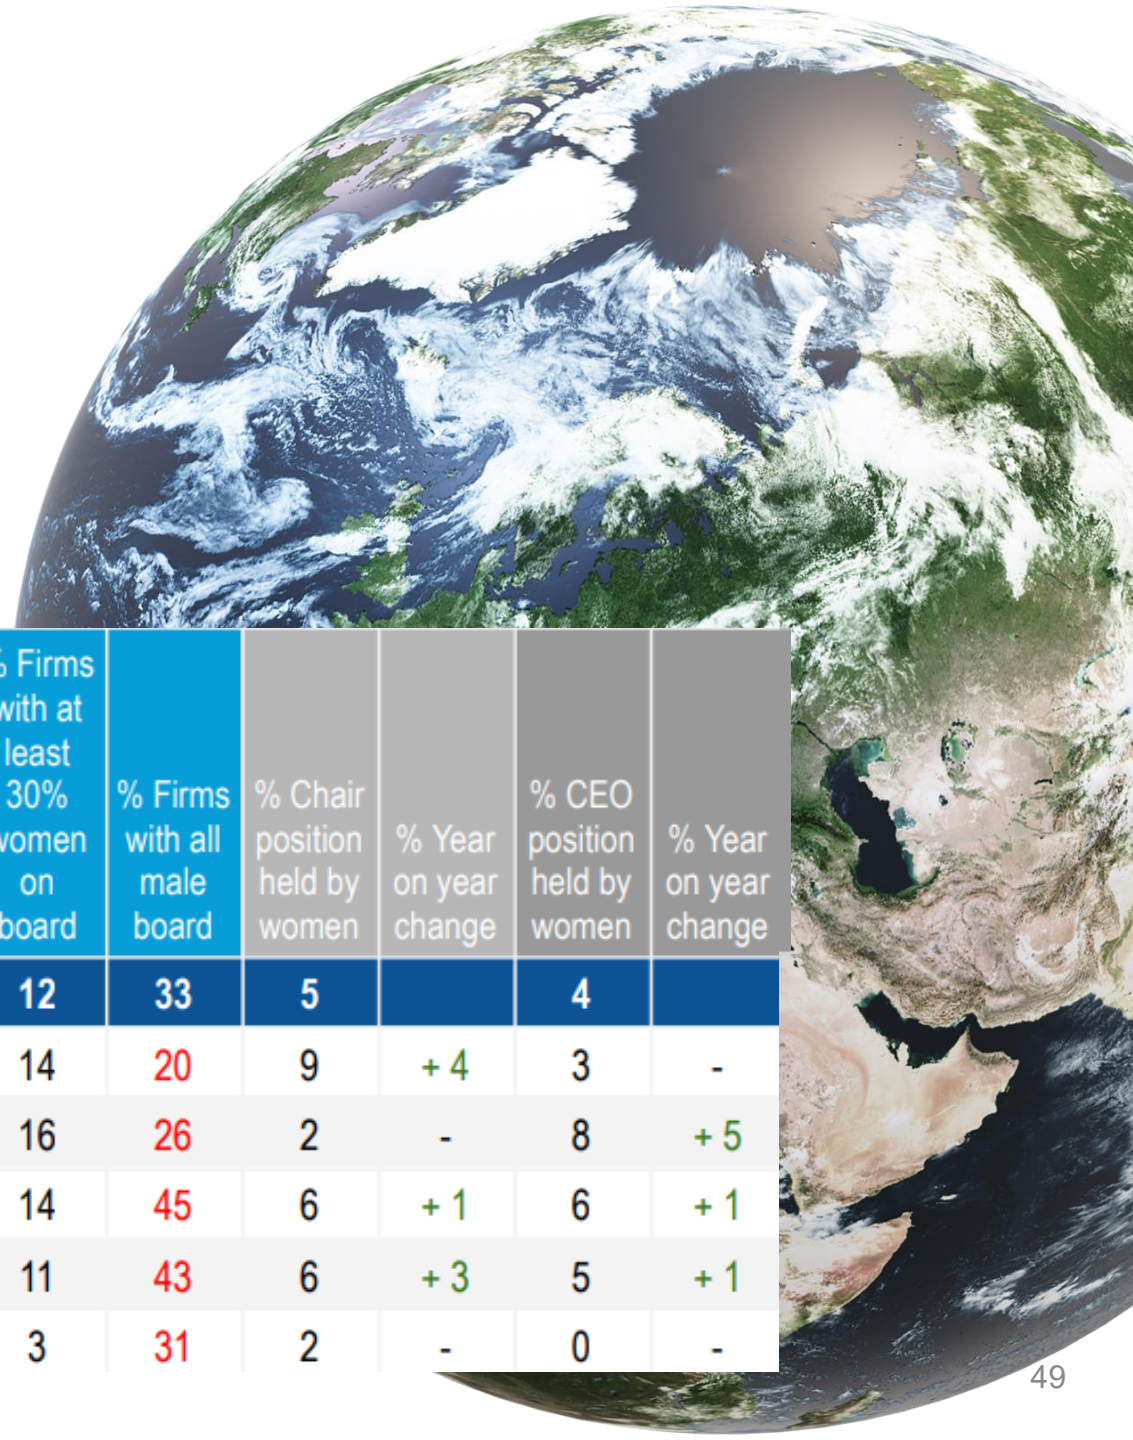 % Firms
with at
least
30%
women
on
board
% Firms
with all
male
board
% Chair
position
held by
women
% Year
on year
change
% CEO
position
held by
women
% Year
on year
change
12 33 5 4
14 20 9 + 4 3 -
16 26 2 - 8 + 5
14 45 6 + 1 6 + 1
11 43 6 + 3 5 + 1
3 31 2 - 0 -
49